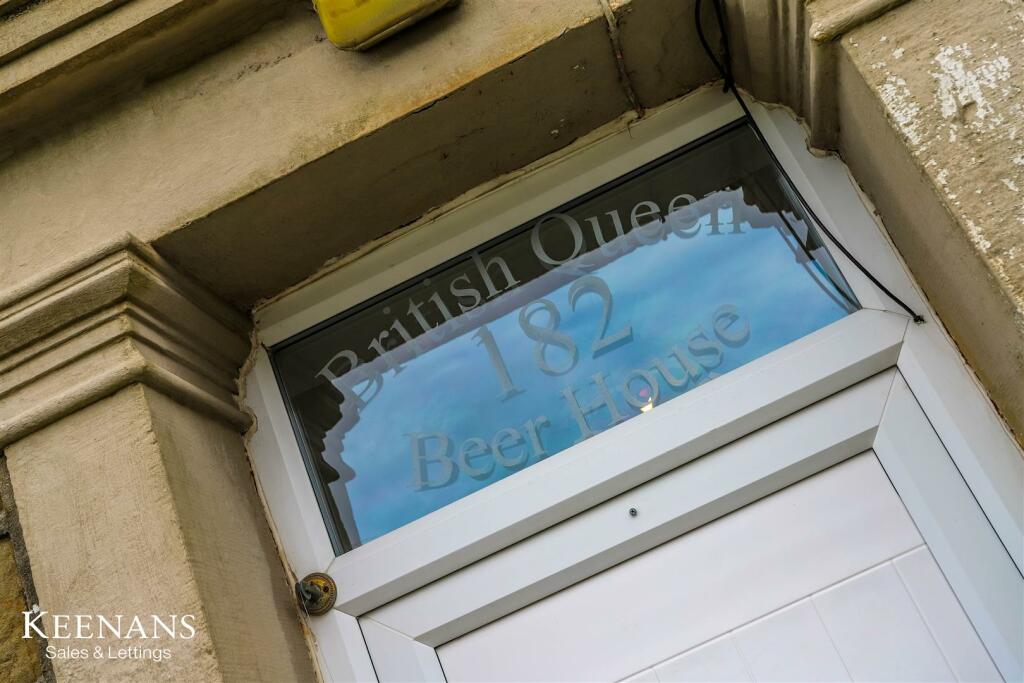 British Queen
182
Beer House
KEENANS
Sales & Lettings